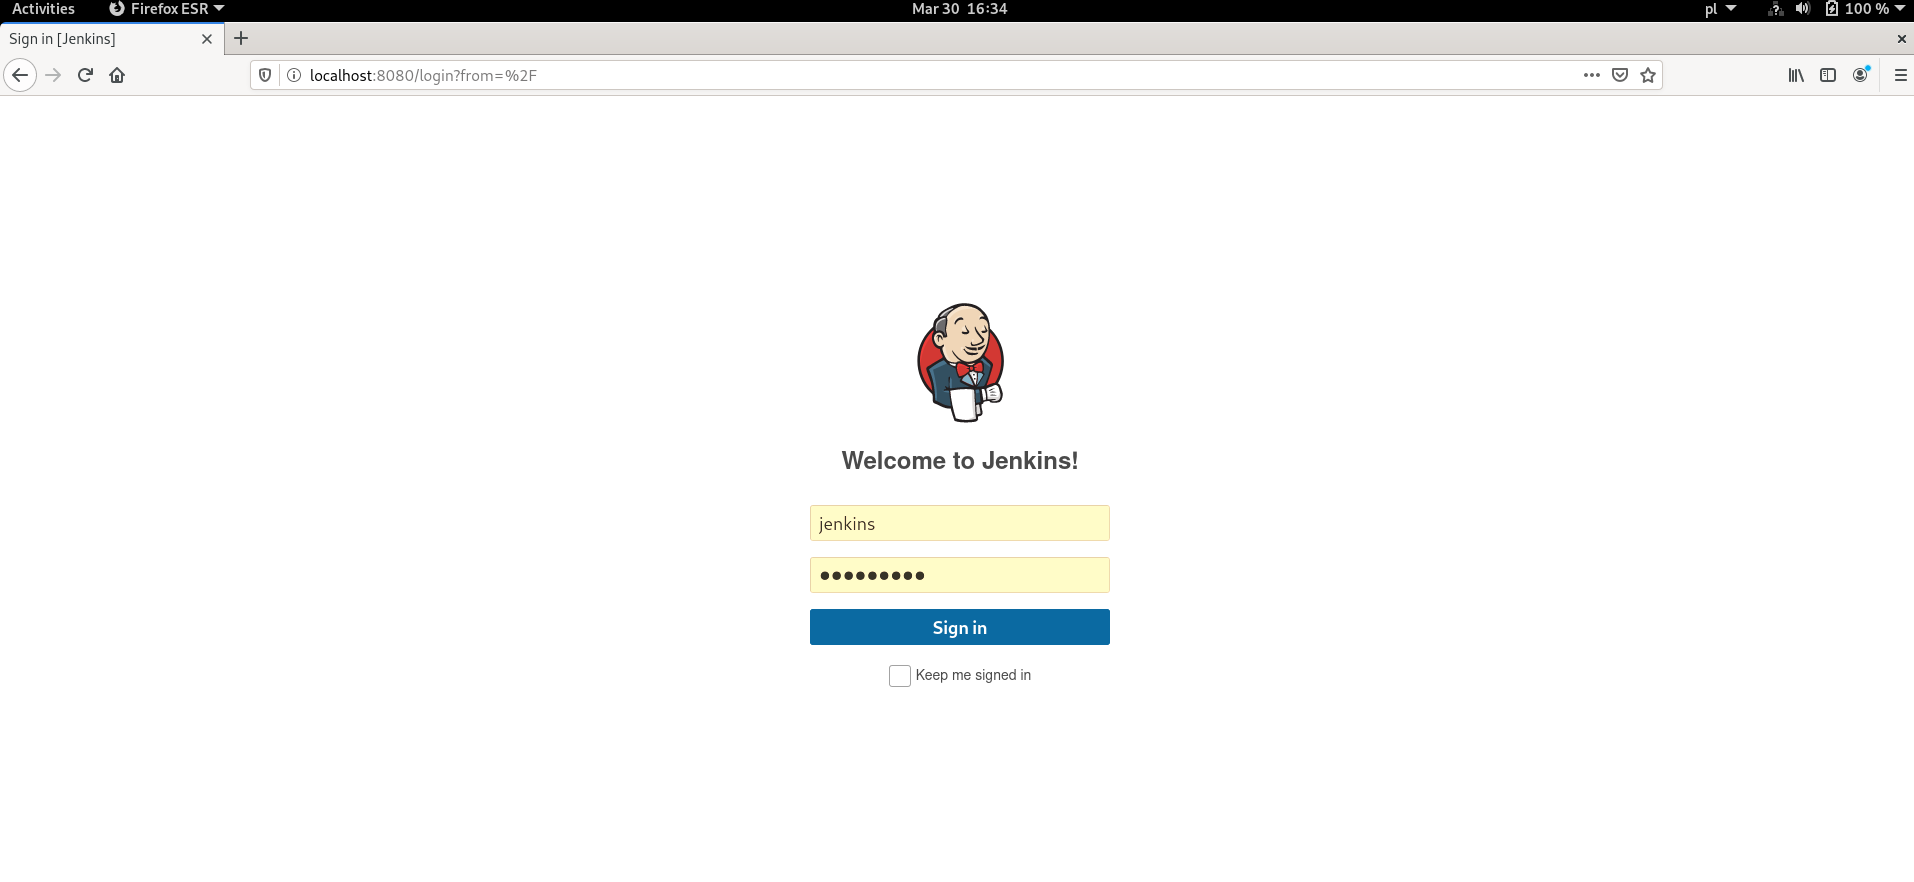 Activities Firefox ESR Mar 30 16:34 pl 100 %
Sign in [Jenkins]
localhost:8080/login?from=%2F
Welcome to Jenkins!
jenkins
●●●●●●●●●
Sign in
Keep me signed in